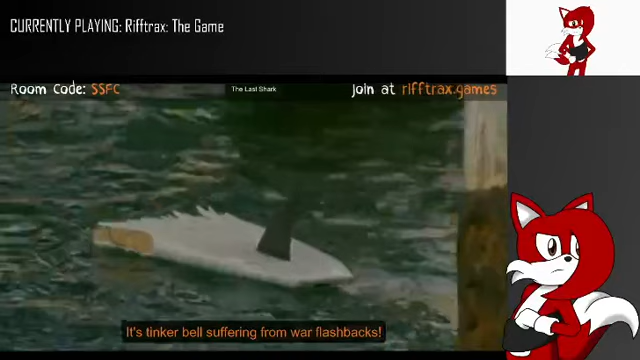 CURRENTLY PLAYING: Rifftrax: The Game
Room Code: SSFC
The Last Shark
join at rifftrax.games
It's tinker bell suffering from war flashbacks!